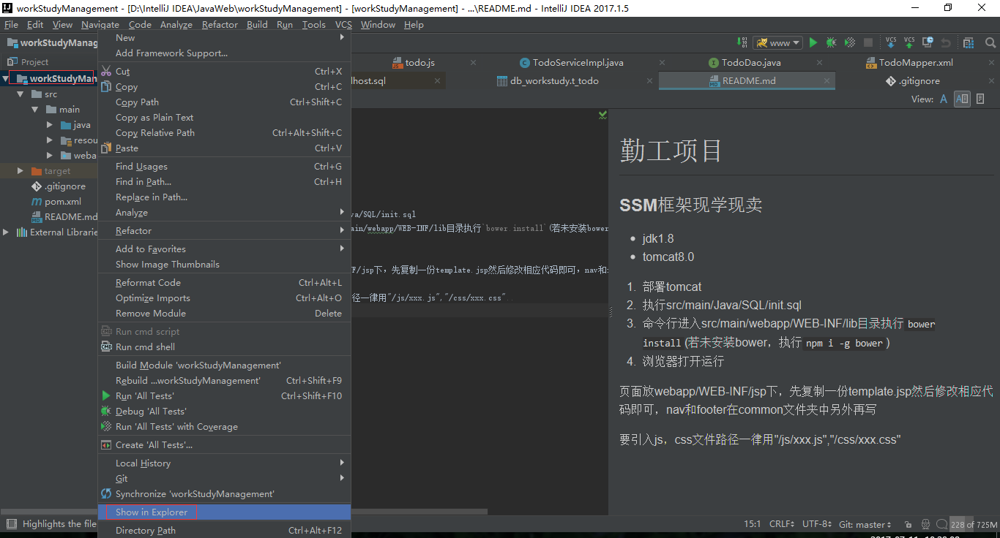 workStudyManagement - [D:\IntelliJ IDEA\JavaWeb\workStudyManagement] - [workStudyManagement] - ...\README.md - IntelliJ IDEA 2017.1.5
File Edit View Navigate Code Analyze Refactor Build Run Tools VCS Window Help
workStudyManag
www
VCS VCS
Project
workStudyMan
src
main
java
resou
weba
target
.gitignore
pom.xml
README.md
External Librarie
New
Add Framework Support...
Cut Ctrl+X
Copy Ctrl+C
Copy Path Ctrl+Shift+C
Copy as Plain Text
Copy Relative Path Ctrl+Alt+Shift+C
Paste Ctrl+V
Find Usages Ctrl+G
Find in Path... Ctrl+H
Replace in Path...
Analyze
Refactor
Add to Favorites
Show Image Thumbnails
Reformat Code Ctrl+Alt+L
Optimize Imports Ctrl+Alt+O
Remove Module Delete
Run cmd script
Run cmd shell
Build Module 'workStudyManagement'
Rebuild ...workStudyManagement' Ctrl+Shift+F9
Run 'All Tests' Ctrl+Shift+F10
Debug 'All Tests'
Run 'All Tests' with Coverage
Create 'All Tests'...
Local History
Git
Synchronize 'workStudyManagement'
Show in Explorer
Directory Path Ctrl+Alt+F12
todo.js TodoServiceImpl.java TodoDao.java TodoMapper.xml
lhost.sql db_workstudy.t_todo README.md .gitignore
View:
va/SQL/init.sql
ain/webapp/WEB-INF/lib目录执行`bower install`(若未安装bower
F/jsp下，先复制一份template.jsp然后修改相应代码即可，nav和
径一律用"/js/xxx.js","/css/xxx.css"
勤工项目
SSM框架现学现卖
jdk1.8
tomcat8.0
1. 部署tomcat
2. 执行src/main/Java/SQL/init.sql
3. 命令行进入src/main/webapp/WEB-INF/lib目录执行 bower
install (若未安装bower，执行 npm i -g bower )
4. 浏览器打开运行
页面放webapp/WEB-INF/jsp下，先复制一份template.jsp然后修改相应代
码即可，nav和footer在common文件夹中另外再写
要引入js，css文件路径一律用"/js/xxx.js","/css/xxx.css"
Highlights the file
15:1 CRLF UTF-8 Git: master 228 of 725M